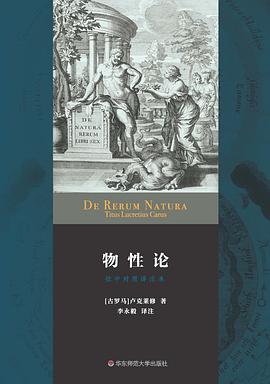 DE
RERUM
NATURA
LIBRI SEX
DE RERUM NATURA
Titus Lucretius Carus
物性论
拉中对照译注本
[古罗马]卢克莱修 著
李永毅 译注
华东师范大学出版社